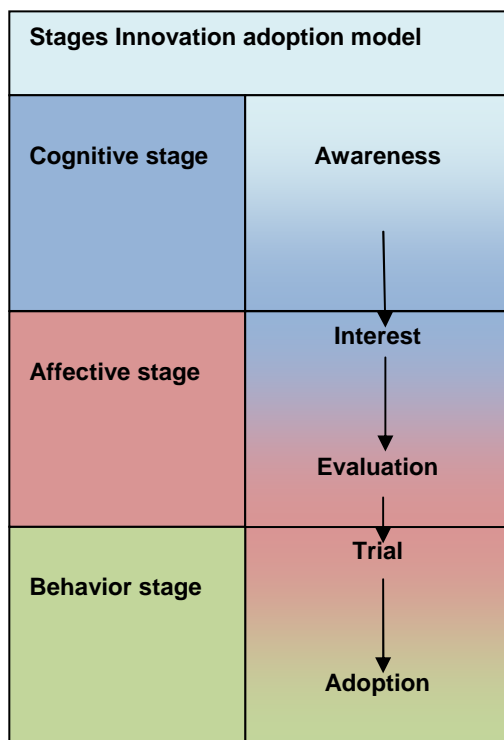 Stages Innovation adoption model
Cognitive stage
Awareness
Interest
Affective stage
Evaluation
Trial
Behavior stage
Adoption